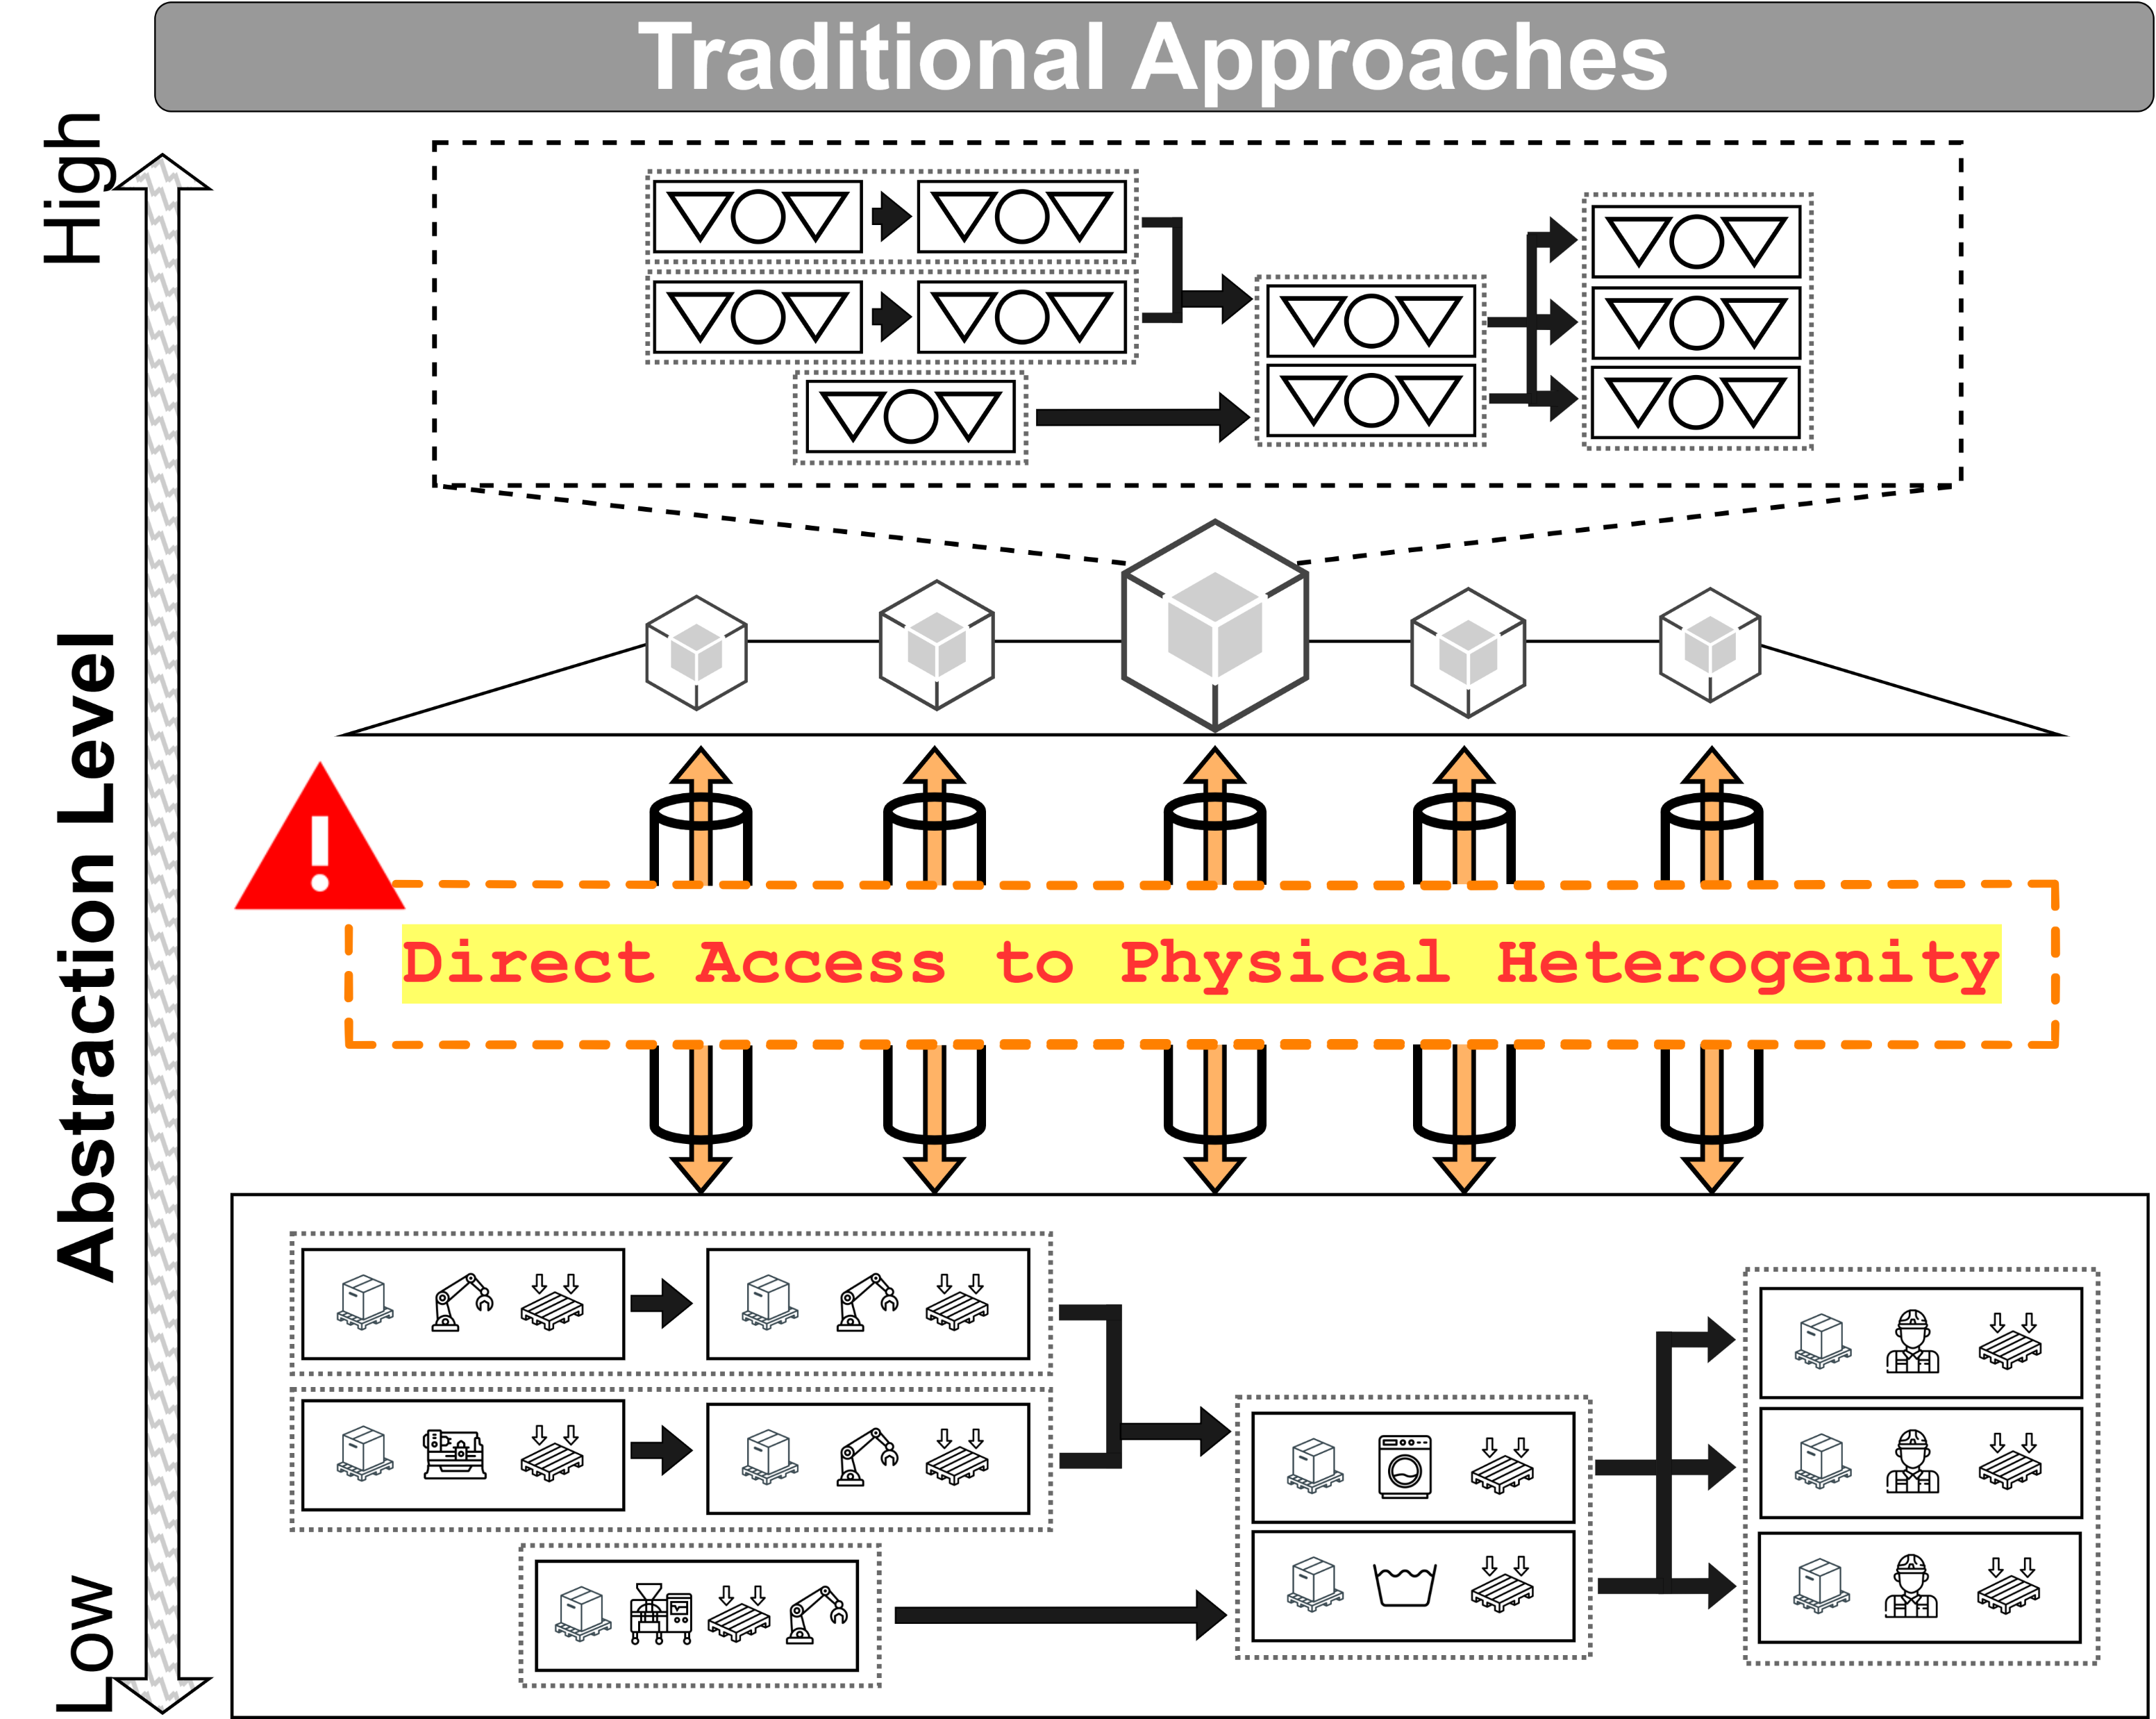 Traditional Approaches
High
Abstraction Level
Low
Direct Access to Physical Heterogenity